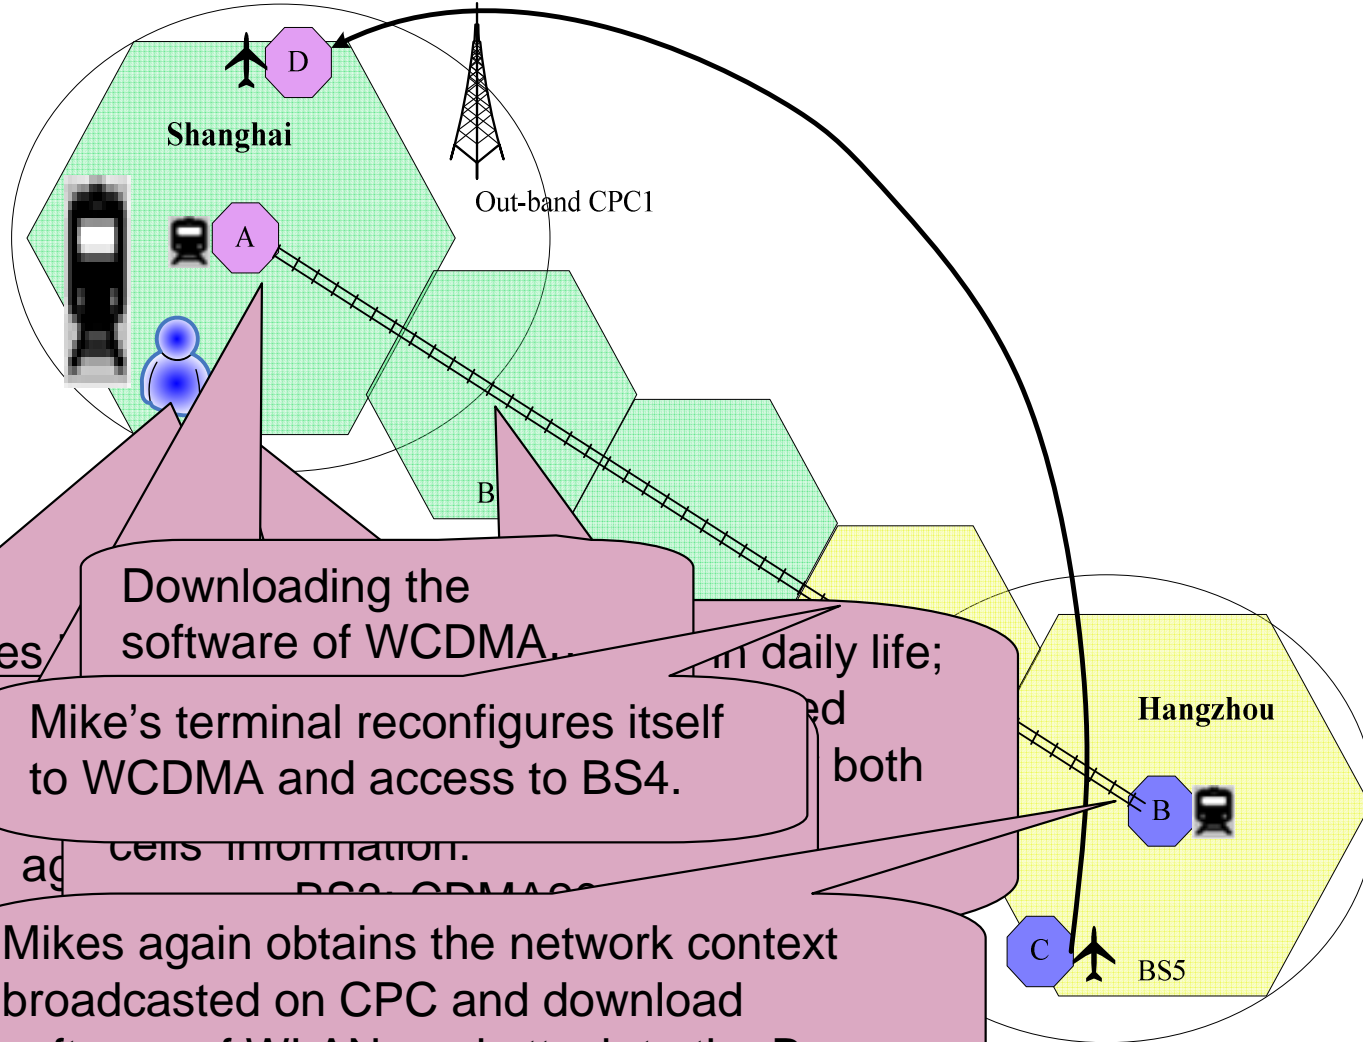 D
Shanghai
Out-band CPC1
A
B
Downloading the
software of WCDMA..
es
in daily life;
ed
both
Mike’s terminal reconfigures itself
to WCDMA and access to BS4.
Hangzhou
B
ag
cells’ information.
C
BS5
Mikes again obtains the network context
broadcasted on CPC and download